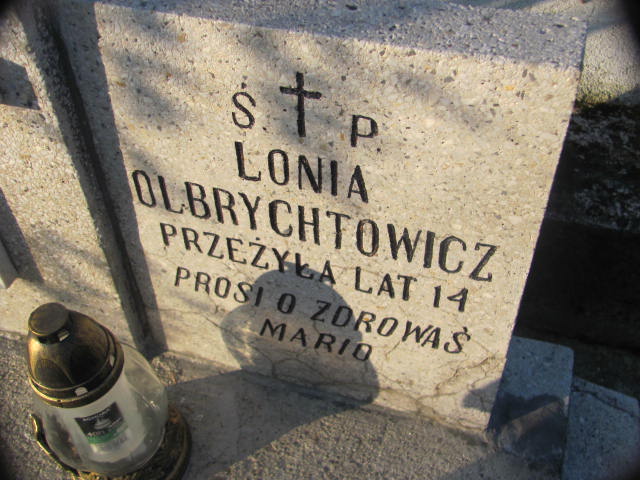 Ś. † P.
LONIA
OLBRYCHTOWICZ
PRZEŻYŁA LAT 14
PROSI O ZDROWAŚ
MARIO